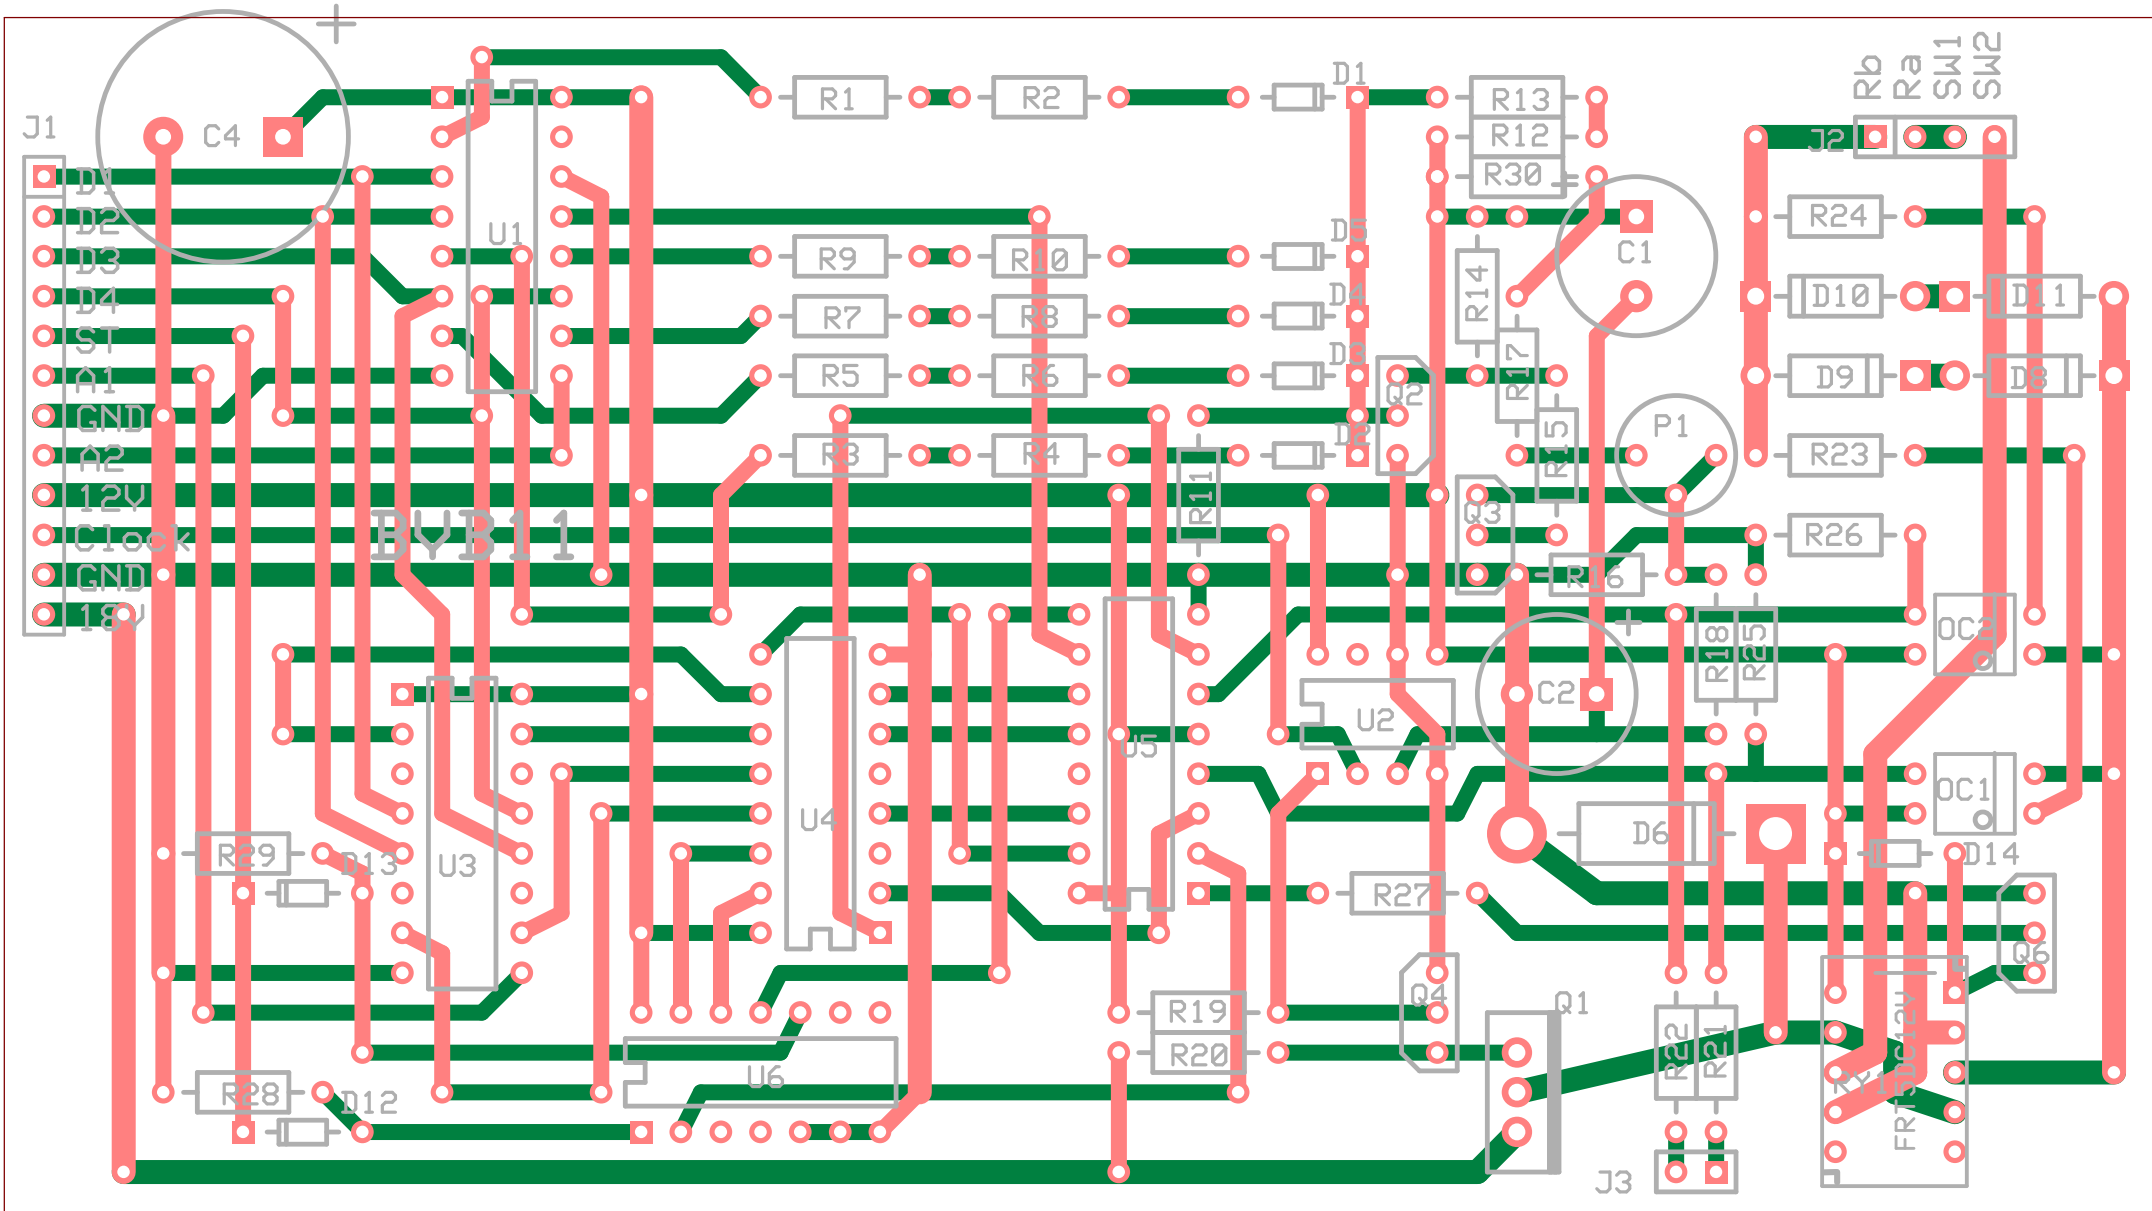 J1
C4
D1
D2
D3
D4
ST
A1
GND
A2
12V
Clock
GND
18V
BYB11
U1
R1
R2
D1
R13
R12
R30
R9
R10
D5
R7
R8
D4
R5
R6
D3
R3
R4
D2
R11
R14
R17
R15
Q2
Q3
C1
P1
R16
Rb
Ra
SW1
SW2
J2
R24
D10
D11
D9
D8
R23
R26
OC2
OC1
R18
R25
C2
U2
U5
U4
U3
R29
D13
R28
D12
U6
R27
D6
D14
Q6
Q4
R19
R20
Q1
R22
R21
J3
RY1
FRT5DC12V